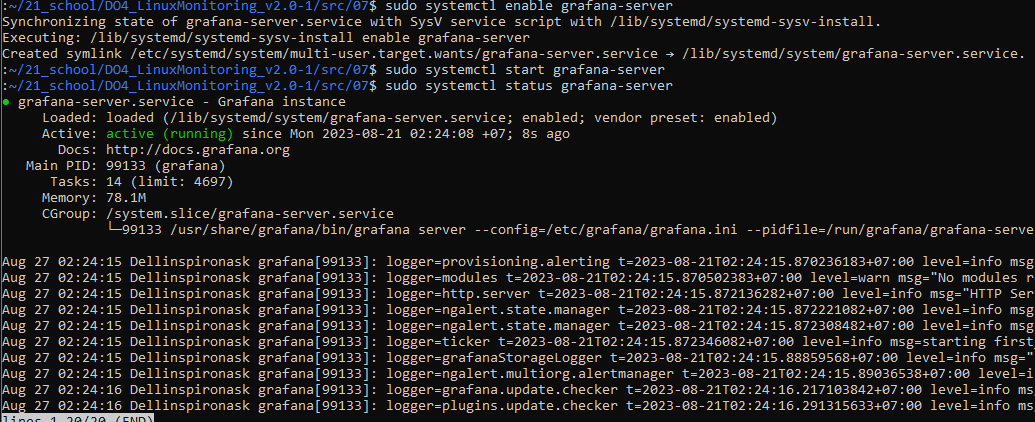 :~/21_school/DO4_LinuxMonitoring_v2.0-1/src/07$ sudo systemctl enable grafana-server
Synchronizing state of grafana-server.service with SysV service script with /lib/systemd/systemd-sysv-install.
Executing: /lib/systemd/systemd-sysv-install enable grafana-server
Created symlink /etc/systemd/system/multi-user.target.wants/grafana-server.service → /lib/systemd/system/grafana-server.service.
:~/21_school/DO4_LinuxMonitoring_v2.0-1/src/07$ sudo systemctl start grafana-server
:~/21_school/DO4_LinuxMonitoring_v2.0-1/src/07$ sudo systemctl status grafana-server
● grafana-server.service - Grafana instance
Loaded: loaded (/lib/systemd/system/grafana-server.service; enabled; vendor preset: enabled)
Active: active (running) since Mon 2023-08-21 02:24:08 +07; 8s ago
Docs: http://docs.grafana.org
Main PID: 99133 (grafana)
Tasks: 14 (limit: 4697)
Memory: 78.1M
CGroup: /system.slice/grafana-server.service
└─99133 /usr/share/grafana/bin/grafana server --config=/etc/grafana/grafana.ini --pidfile=/run/grafana/grafana-serve
Aug 27 02:24:15 Dellinspironask grafana[99133]: logger=provisioning.alerting t=2023-08-21T02:24:15.870236183+07:00 level=info msg
Aug 27 02:24:15 Dellinspironask grafana[99133]: logger=modules t=2023-08-21T02:24:15.870502383+07:00 level=warn msg="No modules r
Aug 27 02:24:15 Dellinspironask grafana[99133]: logger=http.server t=2023-08-21T02:24:15.872136282+07:00 level=info msg="HTTP Ser
Aug 27 02:24:15 Dellinspironask grafana[99133]: logger=ngalert.state.manager t=2023-08-21T02:24:15.872221082+07:00 level=info msg
Aug 27 02:24:15 Dellinspironask grafana[99133]: logger=ngalert.state.manager t=2023-08-21T02:24:15.872308482+07:00 level=info msg
Aug 27 02:24:15 Dellinspironask grafana[99133]: logger=ticker t=2023-08-21T02:24:15.872346082+07:00 level=info msg=starting first_
Aug 27 02:24:15 Dellinspironask grafana[99133]: logger=grafanaStorageLogger t=2023-08-21T02:24:15.88859568+07:00 level=info msg="
Aug 27 02:24:15 Dellinspironask grafana[99133]: logger=ngalert.multiorg.alertmanager t=2023-08-21T02:24:15.89036538+07:00 level=i
Aug 27 02:24:16 Dellinspironask grafana[99133]: logger=grafana.update.checker t=2023-08-21T02:24:16.217103842+07:00 level=info ms
Aug 27 02:24:16 Dellinspironask grafana[99133]: logger=plugins.update.checker t=2023-08-21T02:24:16.291315633+07:00 level=info ms
lines 1-20/20 (END)